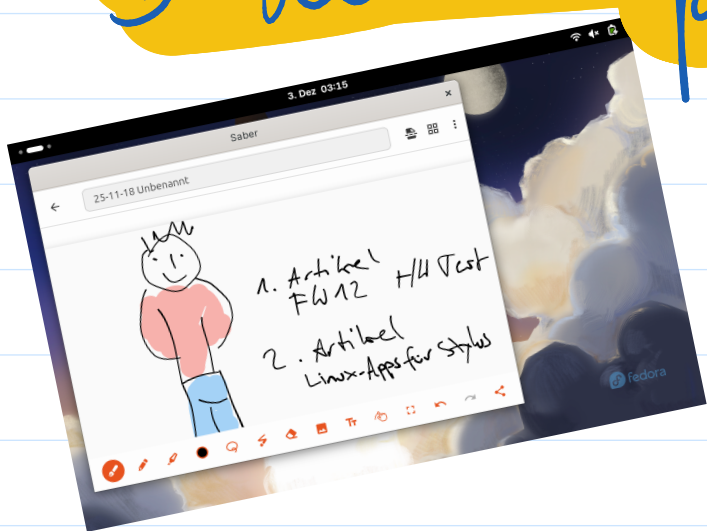 3. Dez 03:15
Saber
25-11-18 Unbenannt
1. Artikel
FW12 H/W Test
2. Artikel
Linux-Apps für Stylus
Tт
fedora